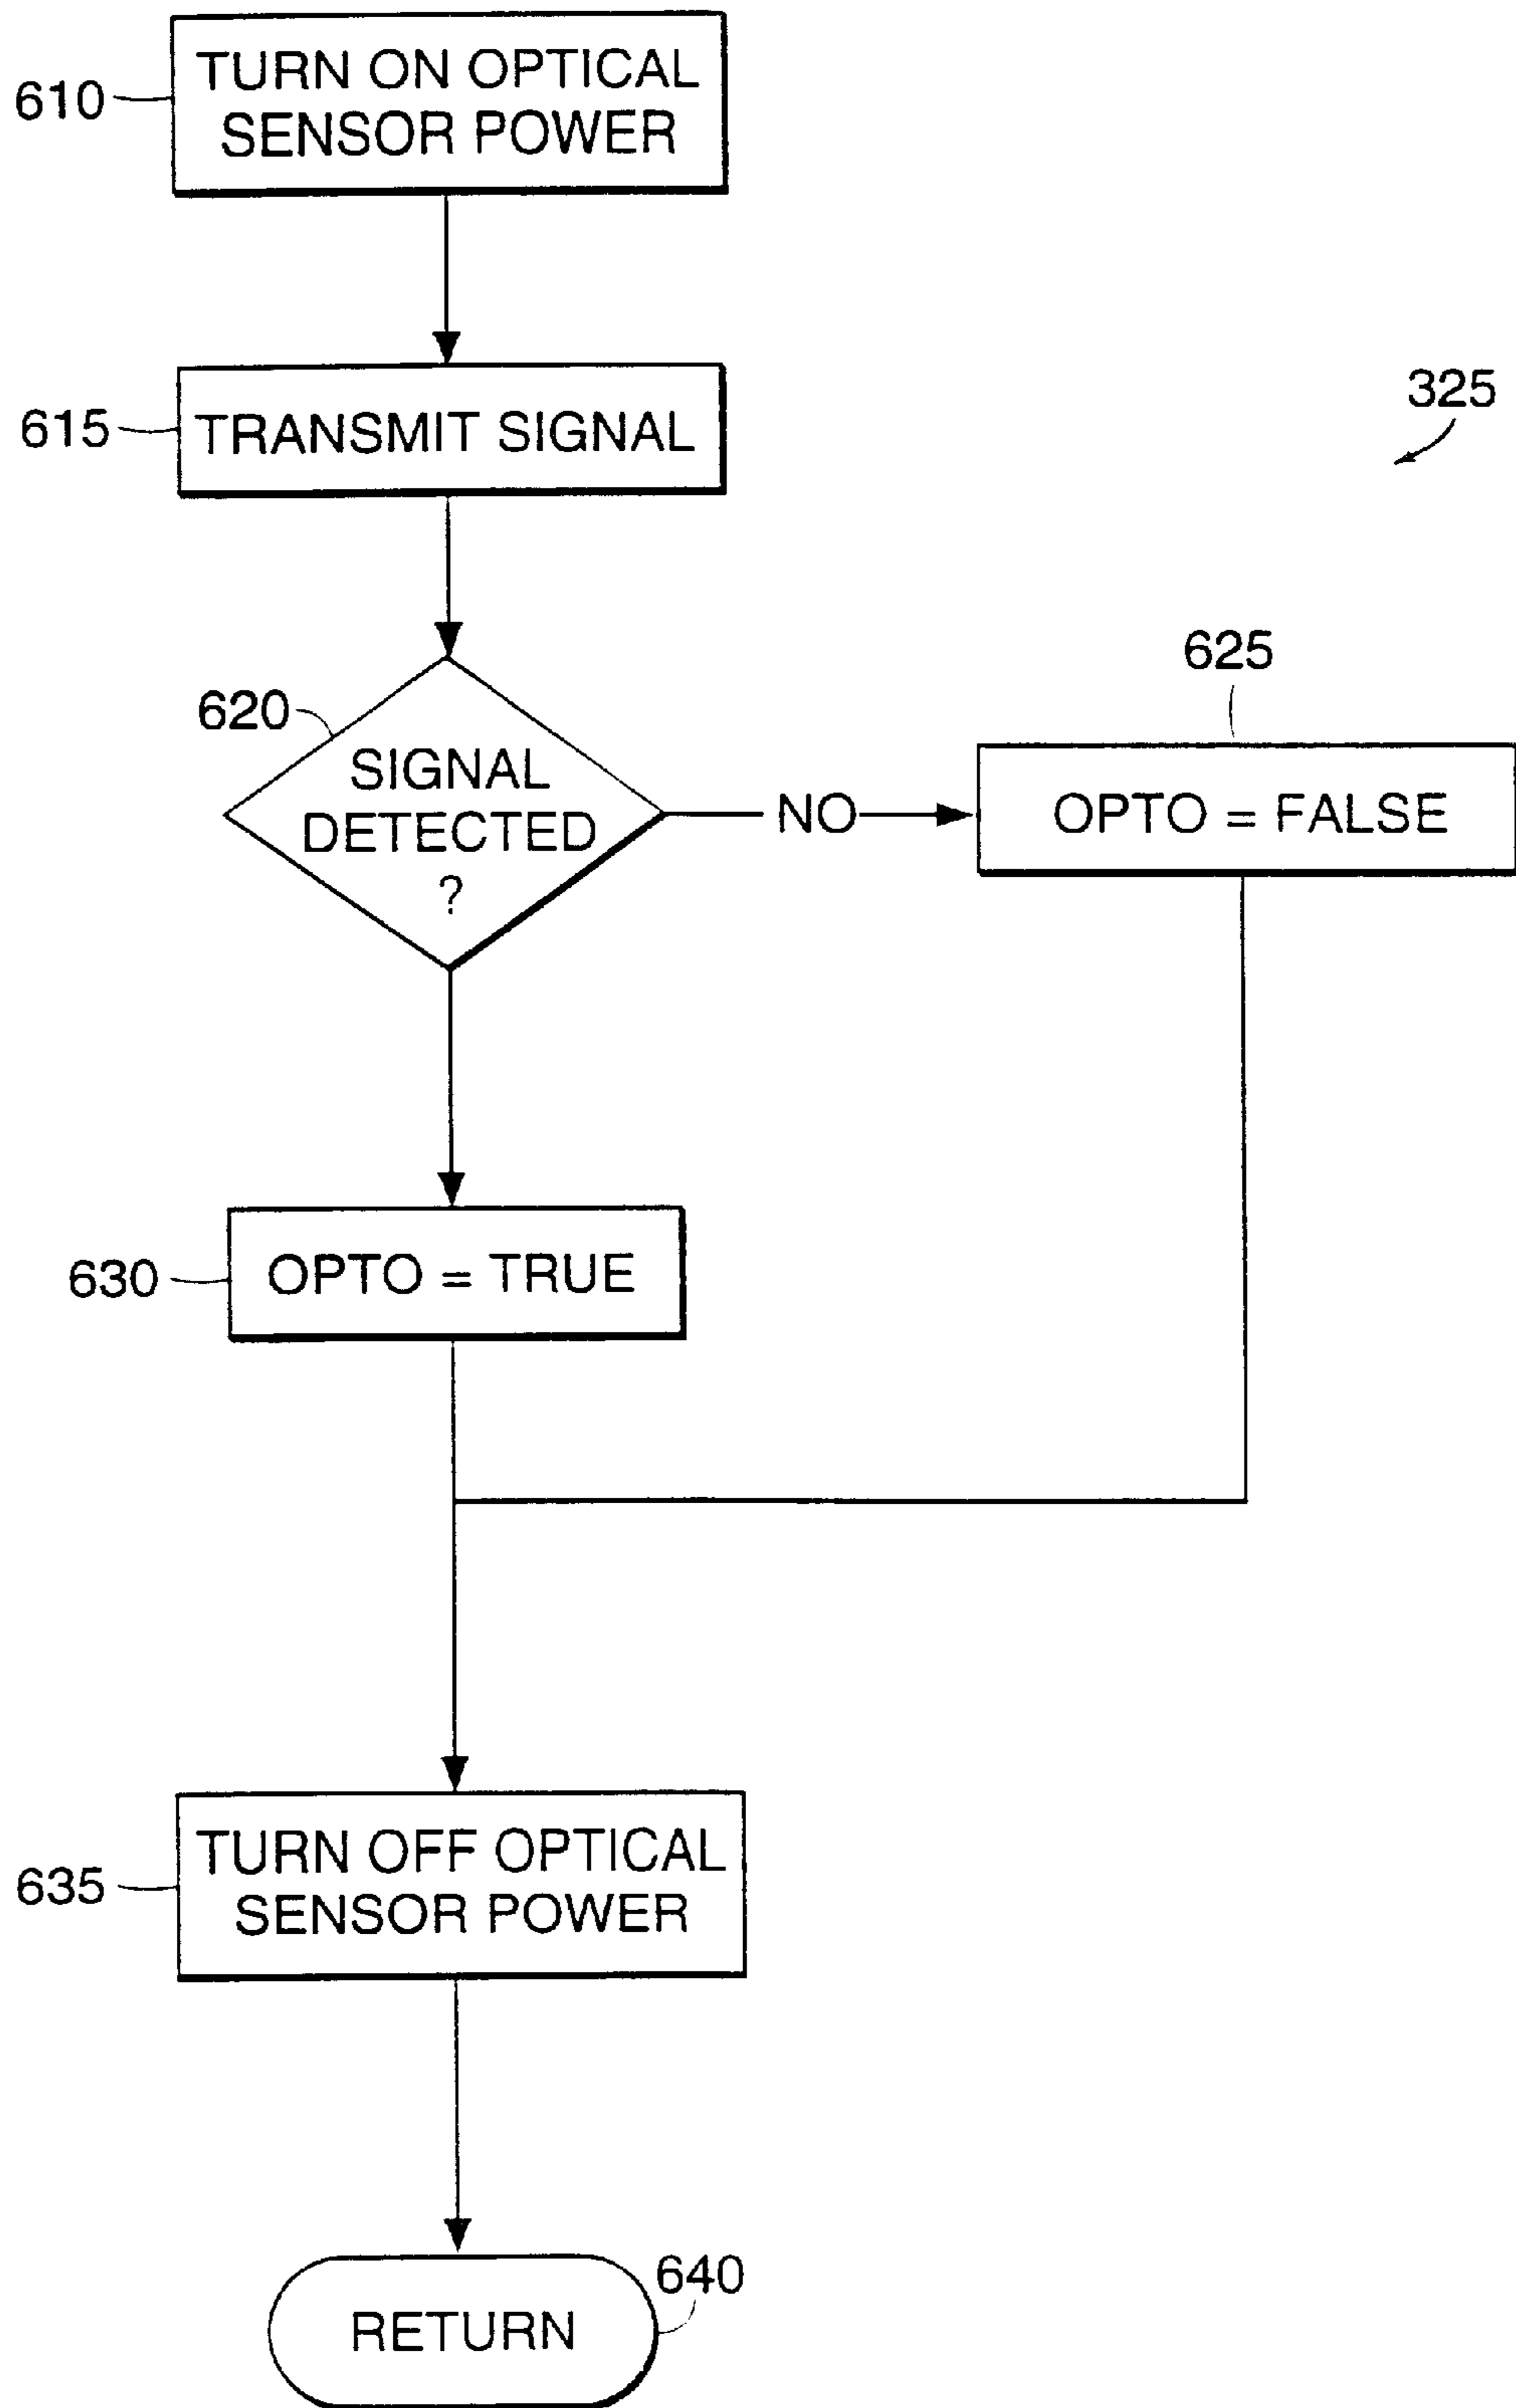 610
TURN ON OPTICAL
SENSOR POWER
615
TRANSMIT SIGNAL
325
620
SIGNAL
DETECTED
?
NO
625
OPTO = FALSE
630
OPTO = TRUE
635
TURN OFF OPTICAL
SENSOR POWER
640
RETURN